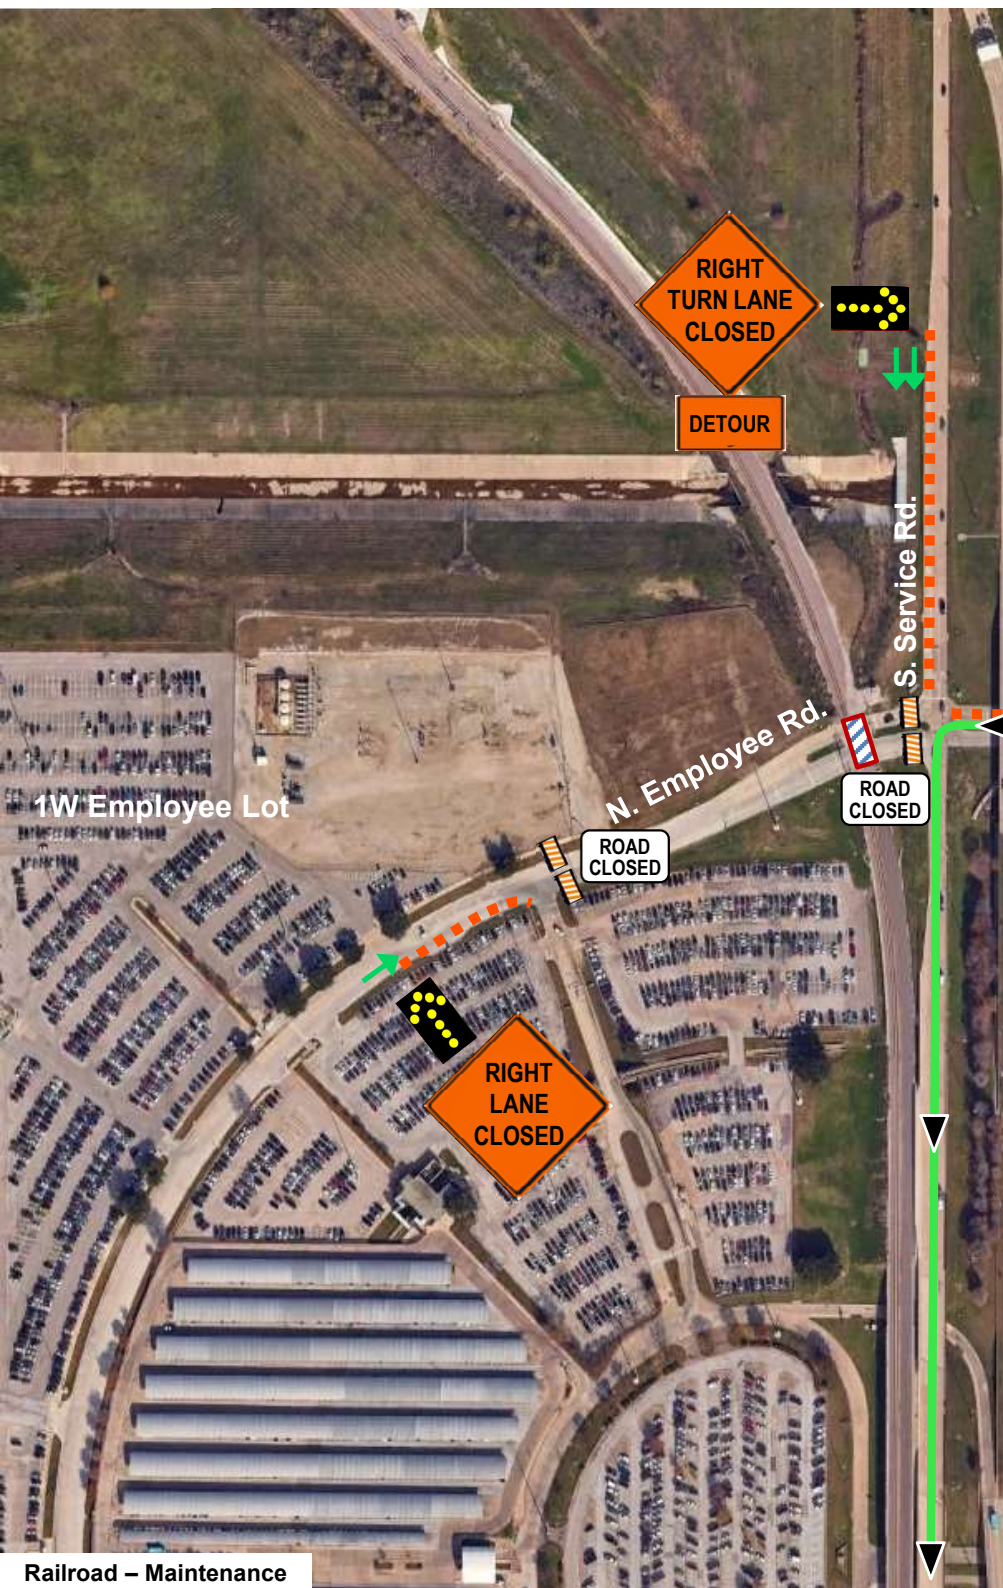 RIGHT
TURN LANE
CLOSED
DETOUR
S. Service Rd.
N. Employee Rd.
ROAD
CLOSED
1W Employee Lot
ROAD
CLOSED
RIGHT
LANE
CLOSED
Railroad – Maintenance